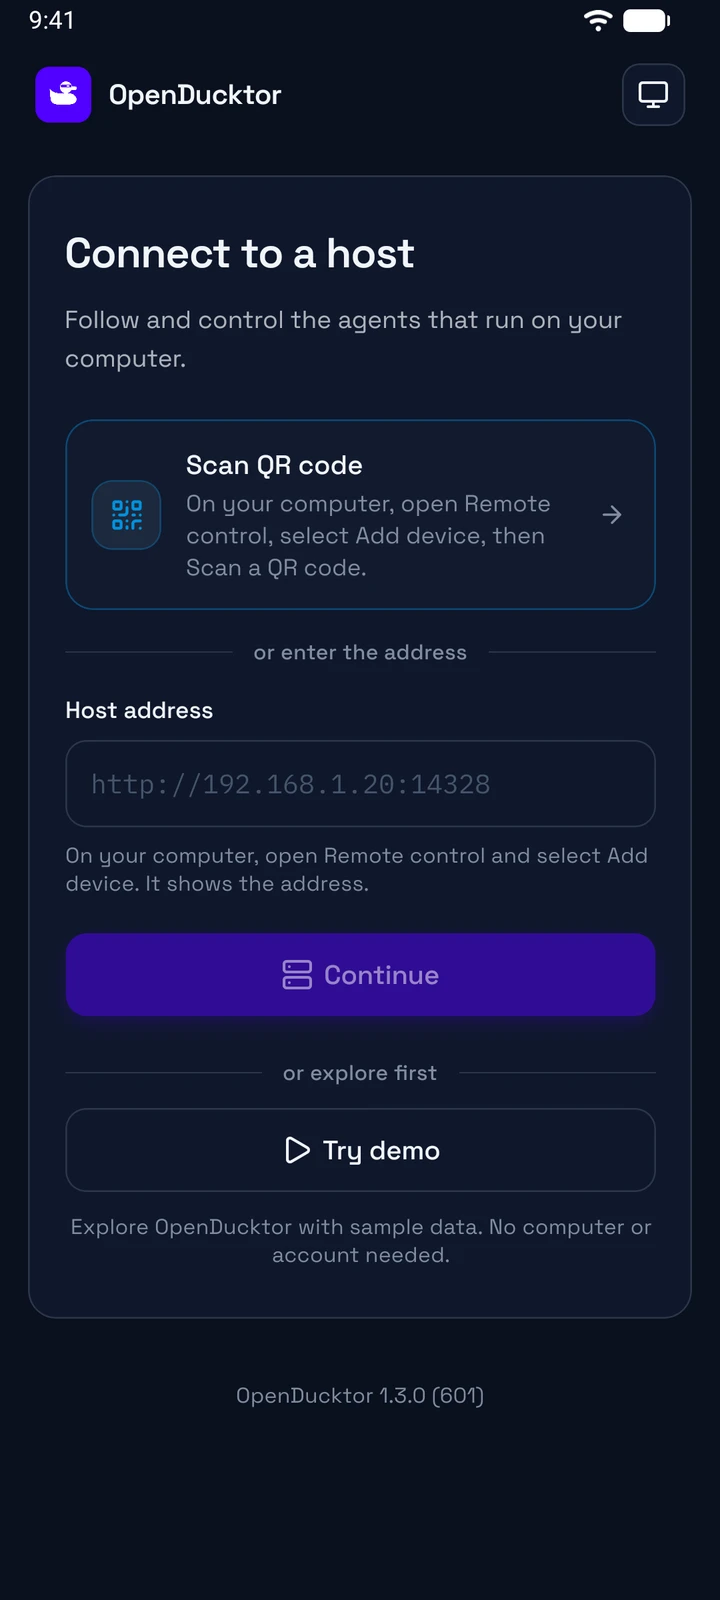 9:41
OpenDucktor
Connect to a host
Follow and control the agents that run on your
computer.
Scan QR code
On your computer, open Remote
control, select Add device, then
Scan a QR code.
or enter the address
Host address
http://192.168.1.20:14328
On your computer, open Remote control and select Add
device. It shows the address.
Continue
or explore first
Try demo
Explore OpenDucktor with sample data. No computer or
account needed.
OpenDucktor 1.3.0 (601)